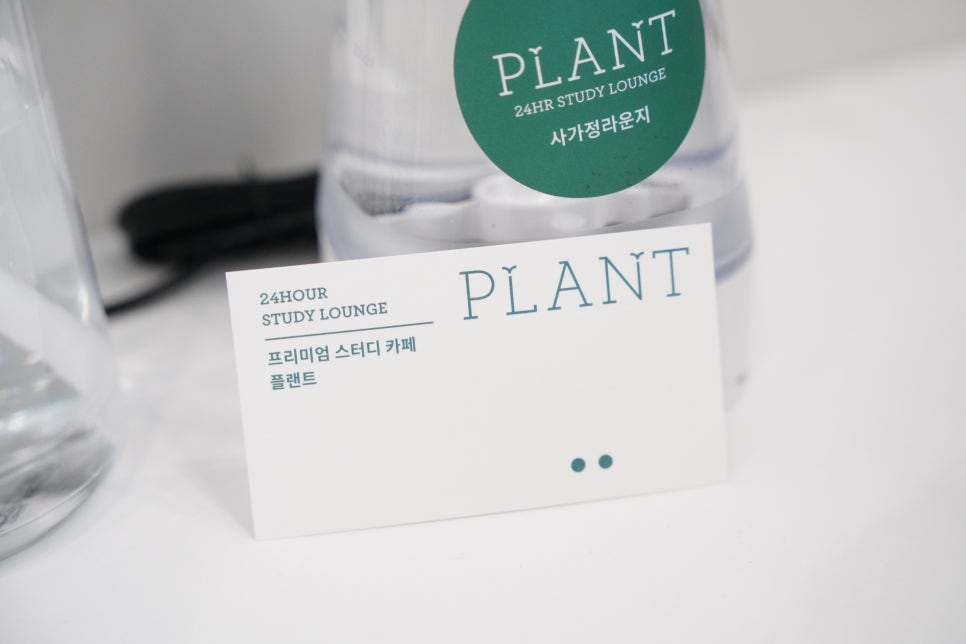 PLANT
24HR STUDY LOUNGE
사가정라운지
24HOUR
STUDY LOUNGE
프리미엄 스터디 카페
플랜트
PLANT